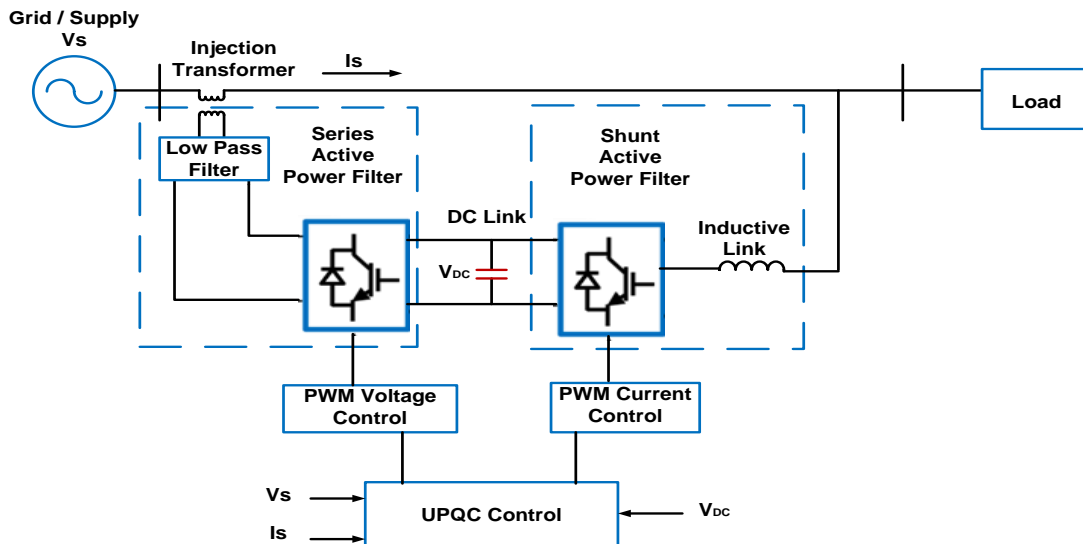 Grid / Supply
Vs
Injection
Transformer
Is
Load
Low Pass
Filter
Series
Active
Power Filter
Shunt
Active
Power Filter
DC Link
VDC
Inductive
Link
PWM Voltage
Control
PWM Current
Control
Vs
Is
UPQC Control
VDC